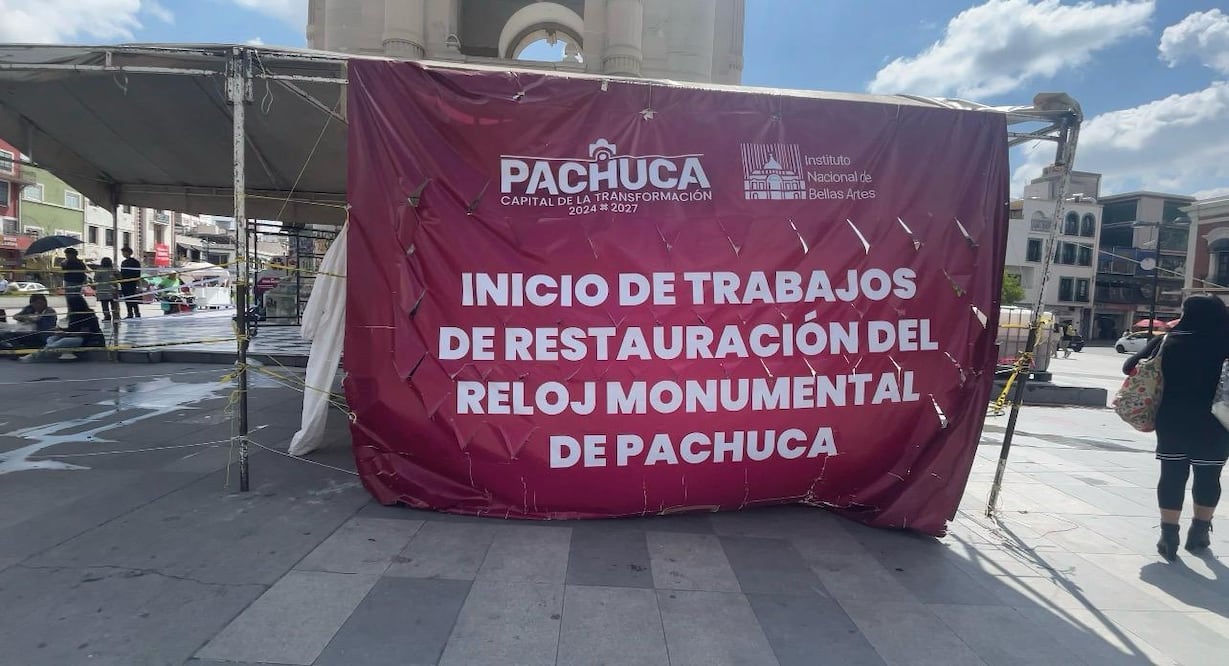 PACHUCA
CAPITAL DE LA TRANSFORMACIÓN
2024 2027
Instituto
Nacional de
Bellas Artes
INICIO DE TRABAJOS
DE RESTAURACIÓN DEL
RELOJ MONUMENTAL
DE PACHUCA